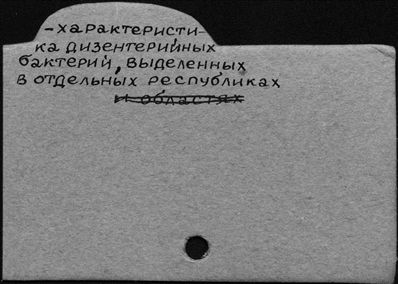 -характеристи-
ка дизентерийных
бактерий, выделенных
в отдельных республиках
и областях